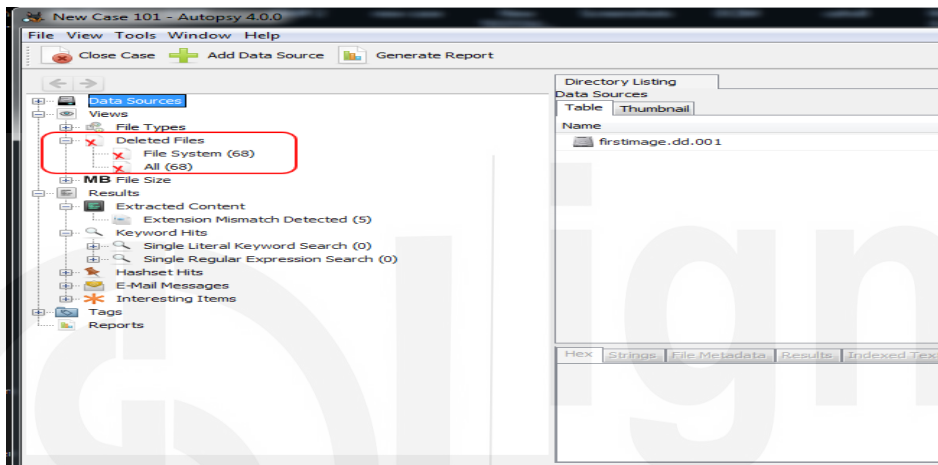 New Case 101 - Autopsy 4.0.0
File View Tools Window Help
Close Case Add Data Source Generate Report
Data Sources
Views
File Types
Deleted Files
File System (68)
All (68)
MB File Size
Results
Extracted Content
Extension Mismatch Detected (5)
Keyword Hits
Single Literal Keyword Search (0)
Single Regular Expression Search (0)
Hashset Hits
E-Mail Messages
Interesting Items
Tags
Reports
Directory Listing
Data Sources
Table Thumbnail
Name
firstimage.dd.001
Hex Strings File Metadata Results Indexed Tex
ign